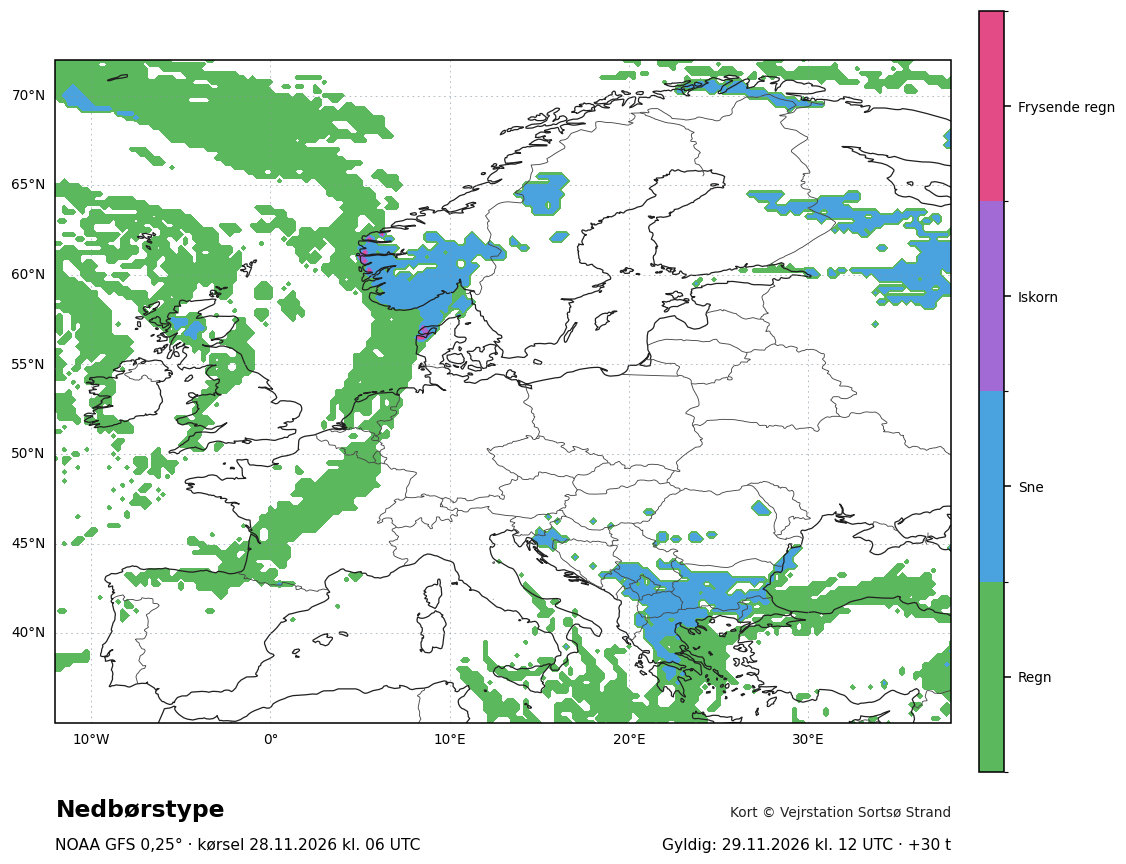 Frysende regn
Iskorn
Sne
Regn
70°N
65°N
60°N
55°N
50°N
45°N
40°N
10°W
0°
10°E
20°E
30°E
Nedbørstype
Kort © Vejrstation Sortsø Strand
NOAA GFS 0,25° · kørsel 28.11.2026 kl. 06 UTC
Gyldig: 29.11.2026 kl. 12 UTC · +30 t